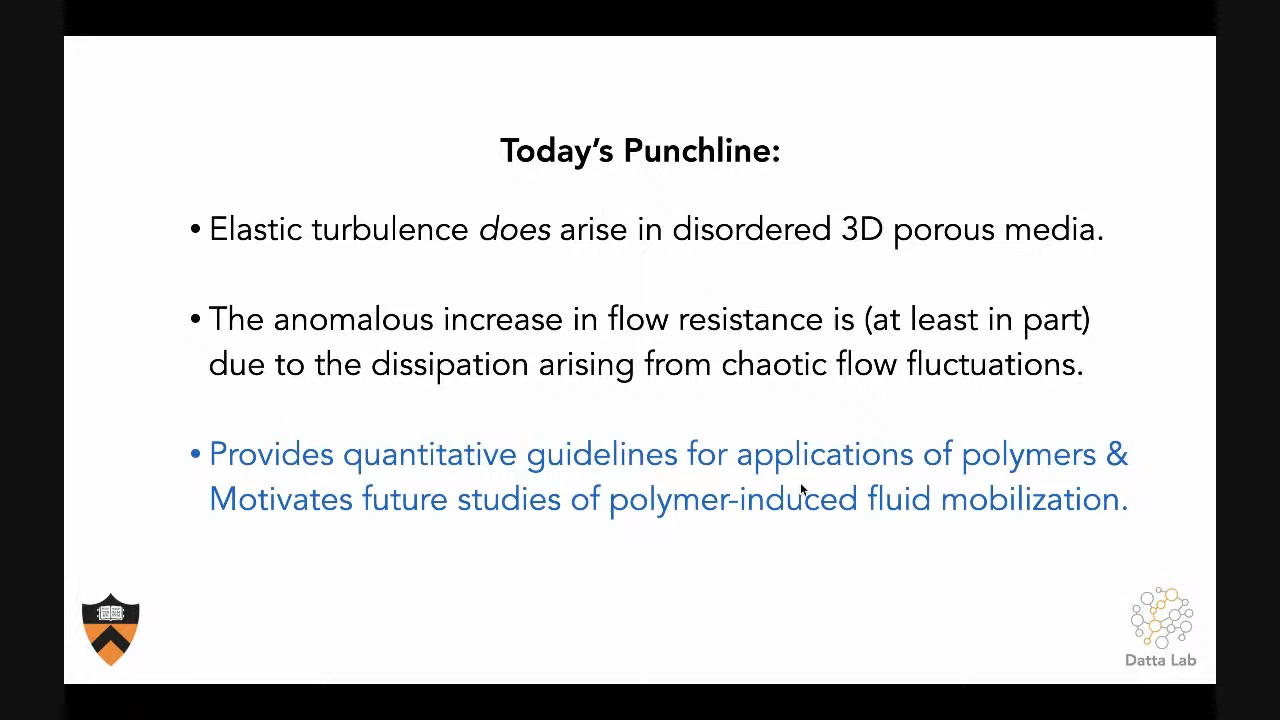 Today's Punchline:
• Elastic turbulence does arise in disordered 3D porous media.
• The anomalous increase in flow resistance is (at least in part)
due to the dissipation arising from chaotic flow fluctuations.
• Provides quantitative guidelines for applications of polymers &
Motivates future studies of polymer-induced fluid mobilization.
Datta Lab